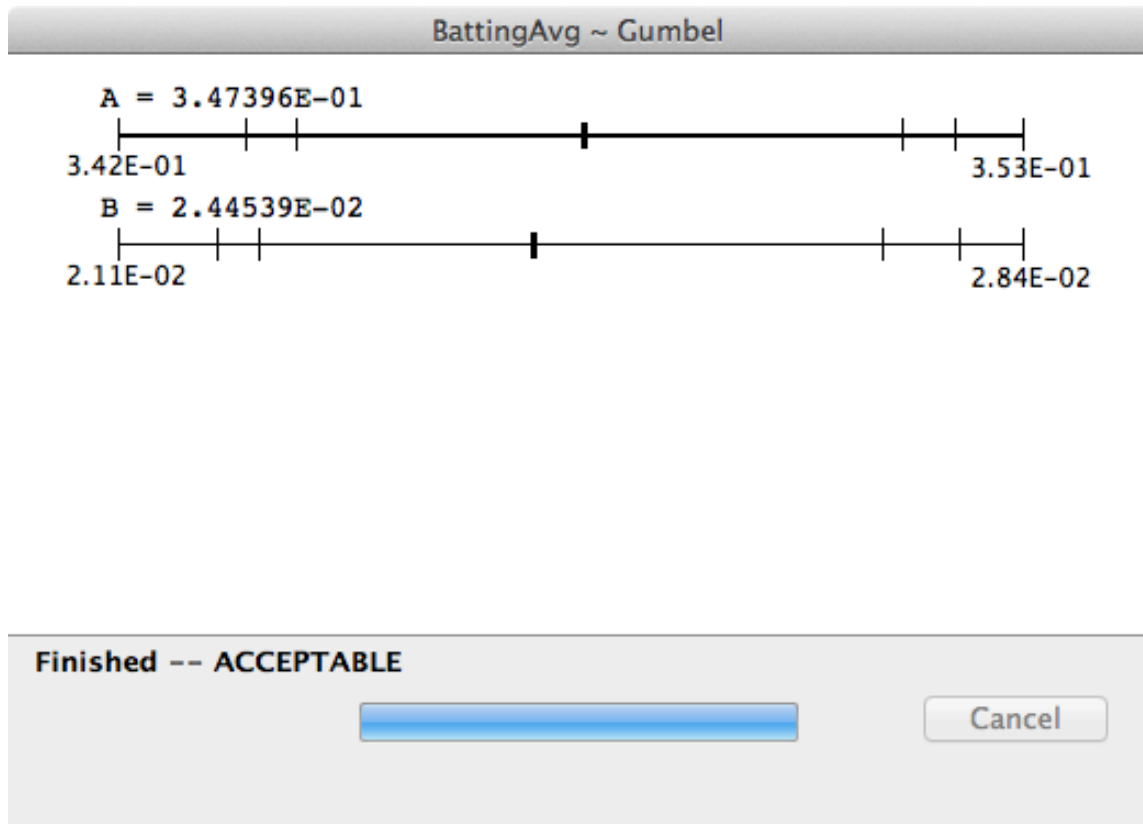 BattingAvg ~ Gumbel
A = 3.47396E-01
3.42E-01 3.53E-01
B = 2.44539E-02
2.11E-02 2.84E-02
Finished -- ACCEPTABLE
Cancel